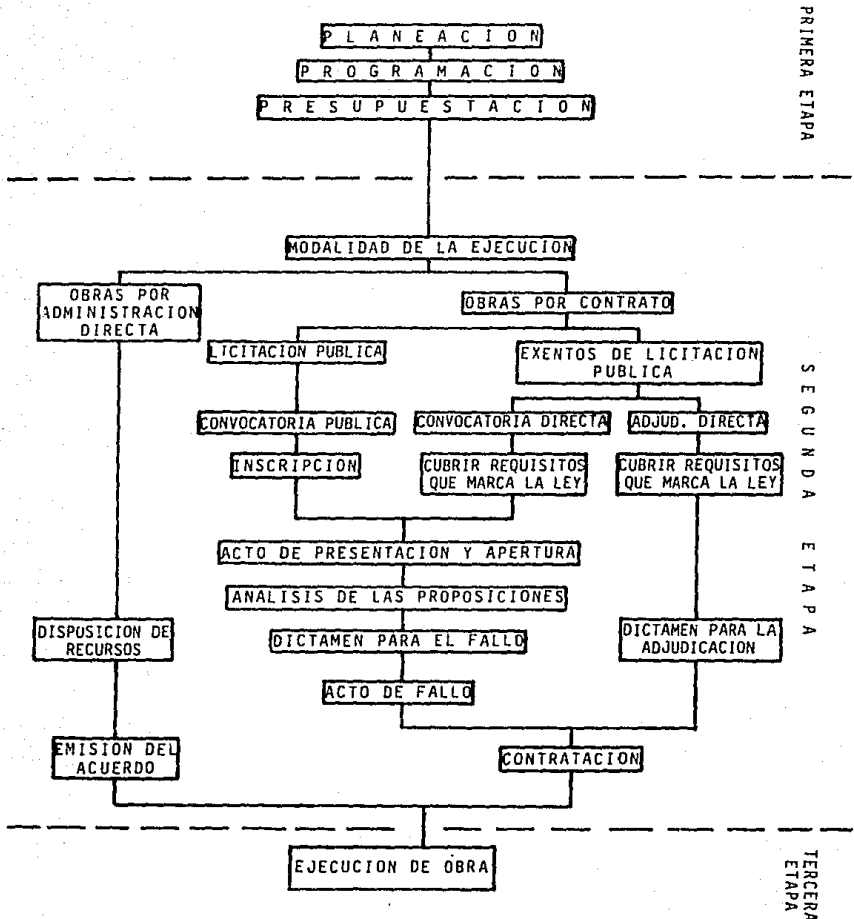 PLANEACION
PROGRAMACION
PRESUPUESTACION
PRIMERA ETAPA
MODALIDAD DE LA EJECUCION
OBRAS POR
ADMINISTRACION
DIRECTA
OBRAS POR CONTRATO
LICITACION PUBLICA
EXENTOS DE LICITACION
PUBLICA
CONVOCATORIA PUBLICA
CONVOCATORIA DIRECTA
ADJUD. DIRECTA
INSCRIPCION
CUBRIR REQUISITOS
QUE MARCA LA LEY
CUBRIR REQUISITOS
QUE MARCA LA LEY
SEGUNDA ETAPA
ACTO DE PRESENTACION Y APERTURA
ANALISIS DE LAS PROPOSICIONES
DISPOSICION DE
RECURSOS
DICTAMEN PARA EL FALLO
DICTAMEN PARA LA
ADJUDICACION
ACTO DE FALLO
EMISION DEL
ACUERDO
CONTRATACION
EJECUCION DE OBRA
TERCERA
ETAPA